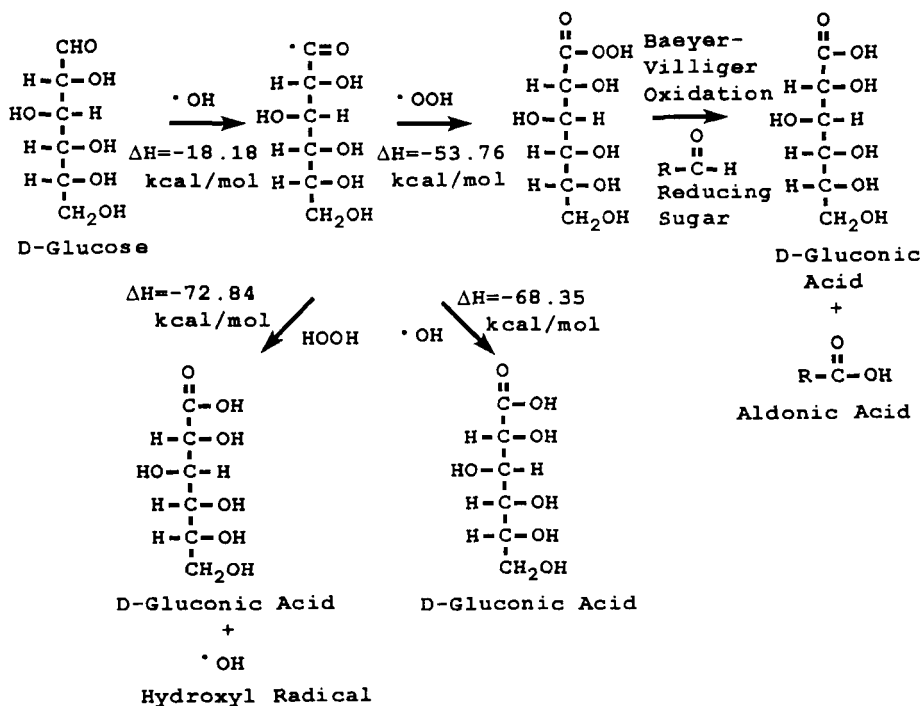 CHO
H-C-OH
HO-C-H
H-C-OH
H-C-OH
CH2OH
D-Glucose
·OH
ΔH=-18.18
kcal/mol
·C=O
H-C-OH
HO-C-H
H-C-OH
H-C-OH
CH2OH
·OOH
ΔH=-53.76
kcal/mol
O
C-OOH
H-C-OH
HO-C-H
H-C-OH
H-C-OH
CH2OH
Baeyer-
Villiger
Oxidation
O
R-C-H
Reducing
Sugar
O
C-OH
H-C-OH
HO-C-H
H-C-OH
H-C-OH
CH2OH
D-Gluconic
Acid
+
O
R-C-OH
Aldonic Acid
ΔH=-72.84
kcal/mol
HOOH
·OH
ΔH=-68.35
kcal/mol
O
C-OH
H-C-OH
HO-C-H
H-C-OH
H-C-OH
CH2OH
D-Gluconic Acid
+
·OH
Hydroxyl Radical
O
C-OH
H-C-OH
HO-C-H
H-C-OH
H-C-OH
CH2OH
D-Gluconic Acid